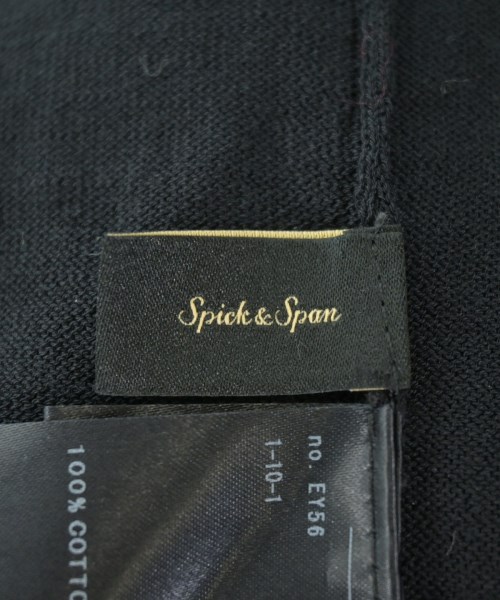 Spick & Span
no. EY56
1-10-1
100% COTTO